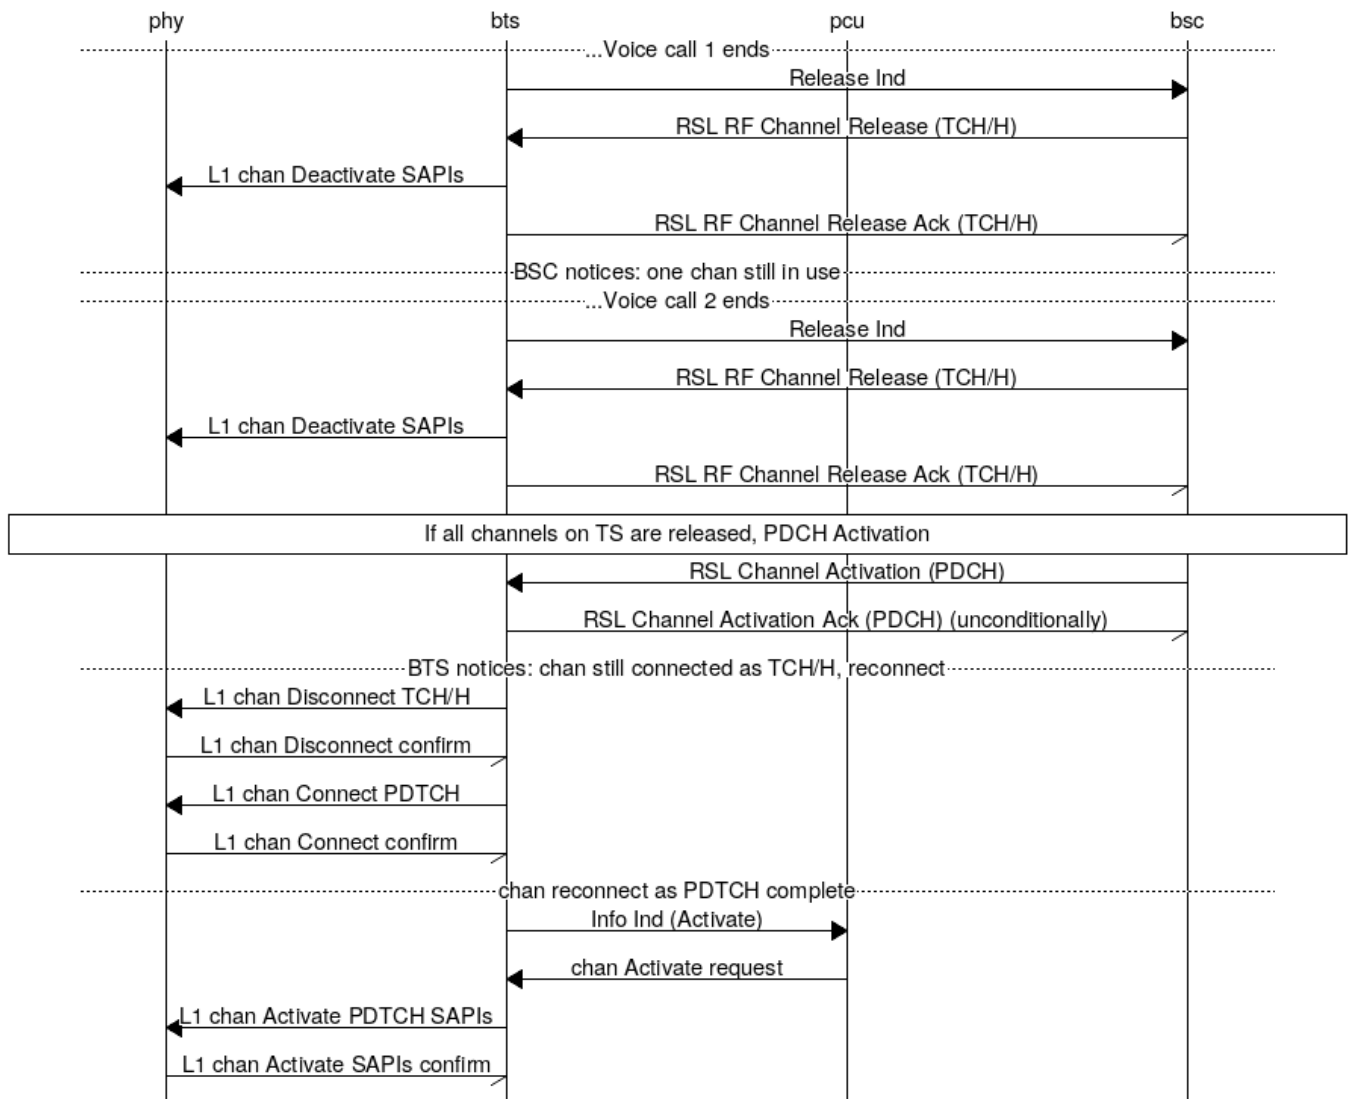 phy bts pcu bsc
...Voice call 1 ends
Release Ind
RSL RF Channel Release (TCH/H)
L1 chan Deactivate SAPIs
RSL RF Channel Release Ack (TCH/H)
BSC notices: one chan still in use
...Voice call 2 ends
Release Ind
RSL RF Channel Release (TCH/H)
L1 chan Deactivate SAPIs
RSL RF Channel Release Ack (TCH/H)
If all channels on TS are released, PDCH Activation
RSL Channel Activation (PDCH)
RSL Channel Activation Ack (PDCH) (unconditionally)
BTS notices: chan still connected as TCH/H, reconnect
L1 chan Disconnect TCH/H
L1 chan Disconnect confirm
L1 chan Connect PDTCH
L1 chan Connect confirm
chan reconnect as PDTCH complete
Info Ind (Activate)
chan Activate request
L1 chan Activate PDTCH SAPIs
L1 chan Activate SAPIs confirm